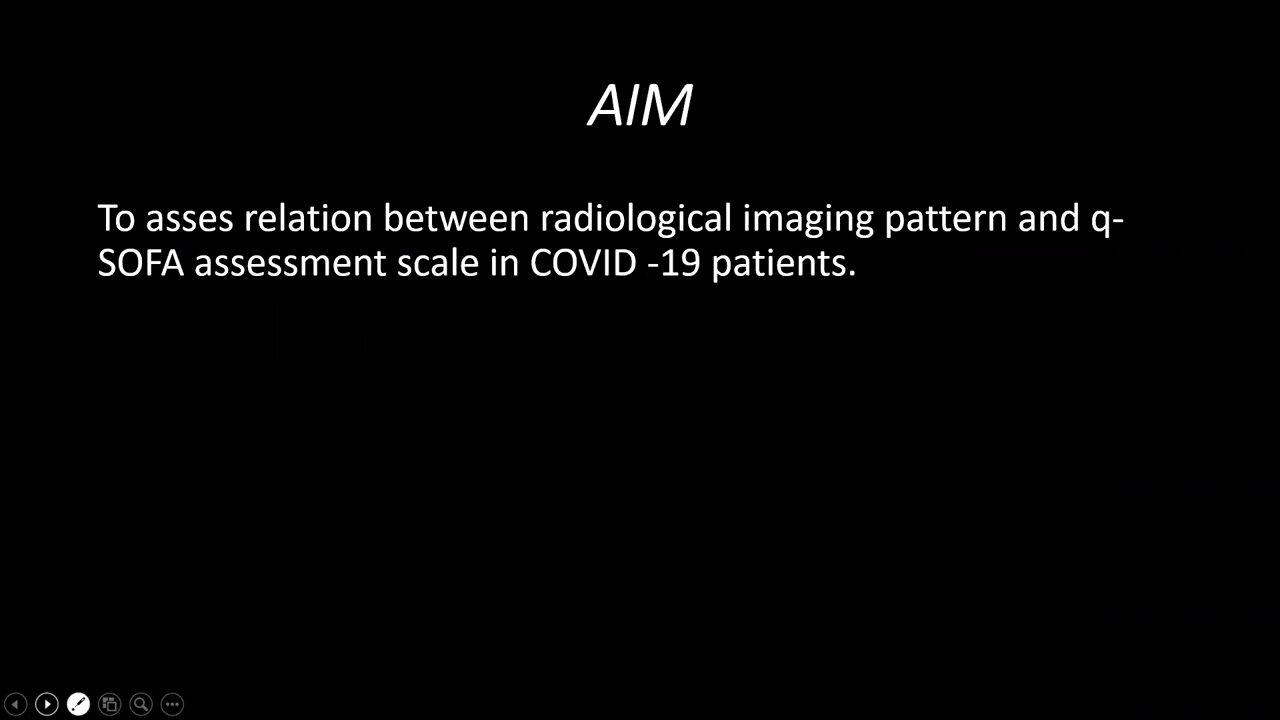 AIM
To asses relation between radiological imaging pattern and q-
SOFA assessment scale in COVID -19 patients.